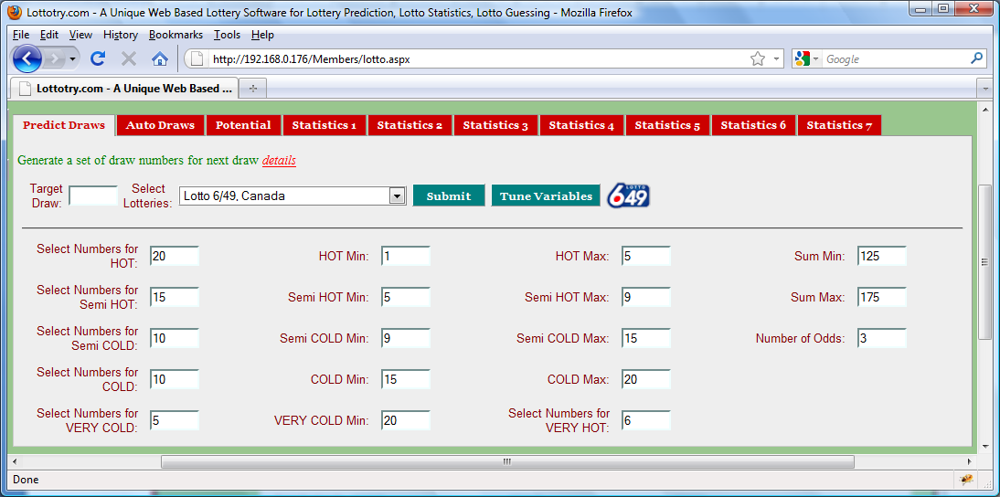 Lottotry.com - A Unique Web Based Lottery Software for Lottery Prediction, Lotto Statistics, Lotto Guessing - Mozilla Firefox
File Edit View History Bookmarks Tools Help
http://192.168.0.176/Members/lotto.aspx
Google
Lottotry.com - A Unique Web Based ...
Predict Draws Auto Draws Potential Statistics 1 Statistics 2 Statistics 3 Statistics 4 Statistics 5 Statistics 6 Statistics 7
Generate a set of draw numbers for next draw details
Target Draw: Select Lotteries: Lotto 6/49, Canada Submit Tune Variables LOTTO 649
Select Numbers for HOT: 20 HOT Min: 1 HOT Max: 5 Sum Min: 125
Select Numbers for Semi HOT: 15 Semi HOT Min: 5 Semi HOT Max: 9 Sum Max: 175
Select Numbers for Semi COLD: 10 Semi COLD Min: 9 Semi COLD Max: 15 Number of Odds: 3
Select Numbers for COLD: 10 COLD Min: 15 COLD Max: 20
Select Numbers for VERY COLD: 5 VERY COLD Min: 20 Select Numbers for VERY HOT: 6
Done